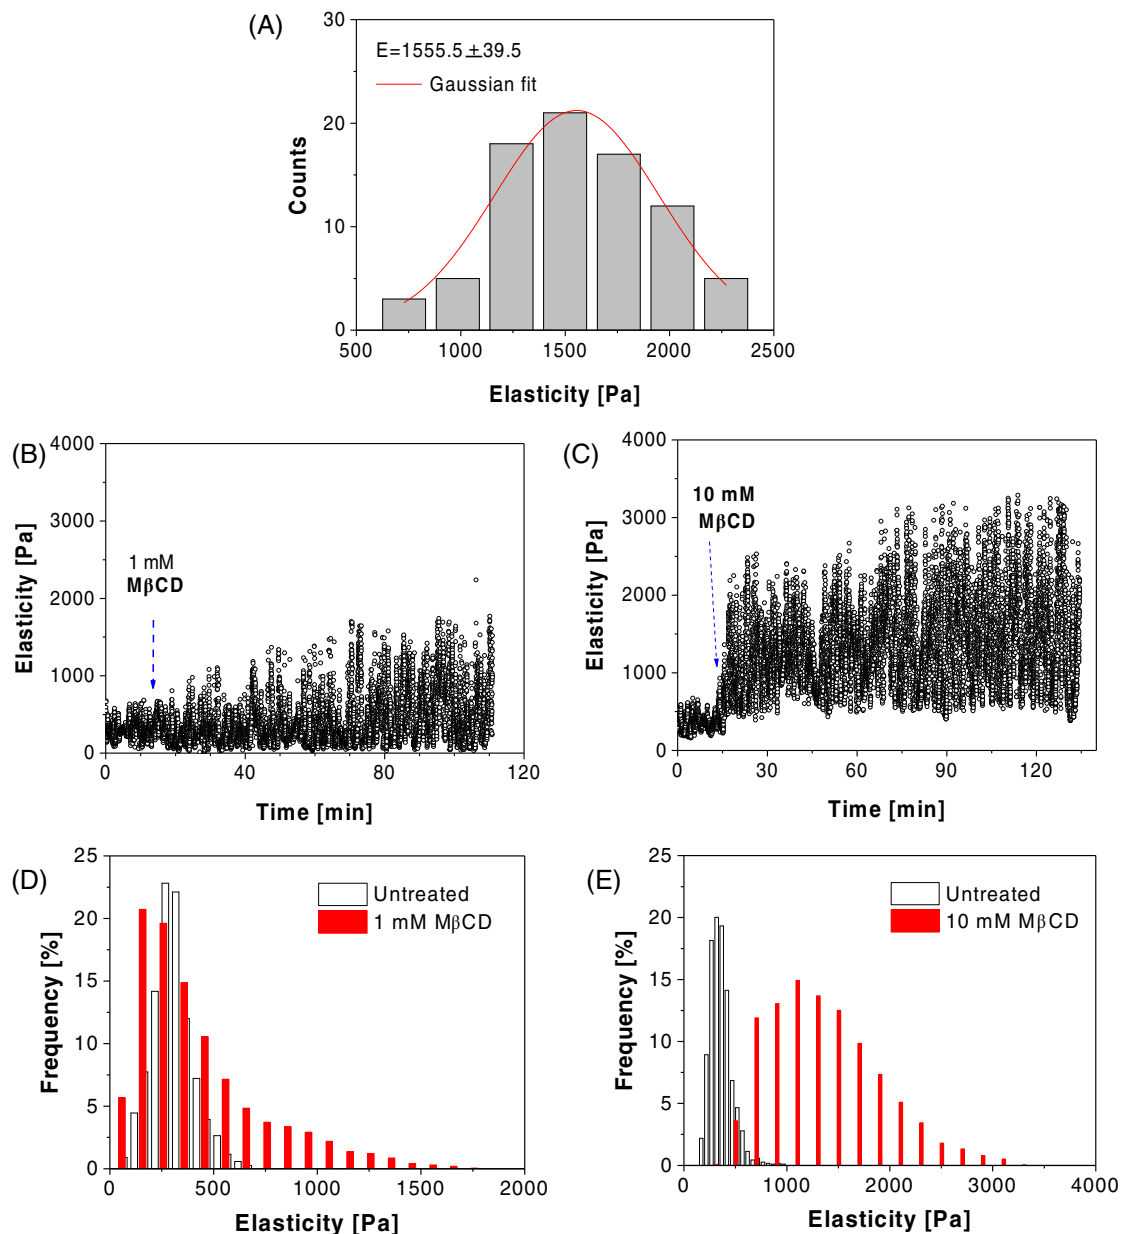 (A)
30
20
10
0
Counts
E=1555.5±39.5
Gaussian fit
500 1000 1500 2000 2500
Elasticity [Pa]
(B)
4000
3000
2000
1000
0
Elasticity [Pa]
1 mM
MβCD
0 40 80 120
Time [min]
(C)
4000
3000
2000
1000
0
Elasticity [Pa]
10 mM
MβCD
0 30 60 90 120
Time [min]
(D)
25
20
15
10
5
0
Frequency [%]
Untreated
1 mM MβCD
0 500 1000 1500 2000
Elasticity [Pa]
(E)
25
20
15
10
5
0
Frequency [%]
Untreated
10 mM MβCD
0 1000 2000 3000 4000
Elasticity [Pa]